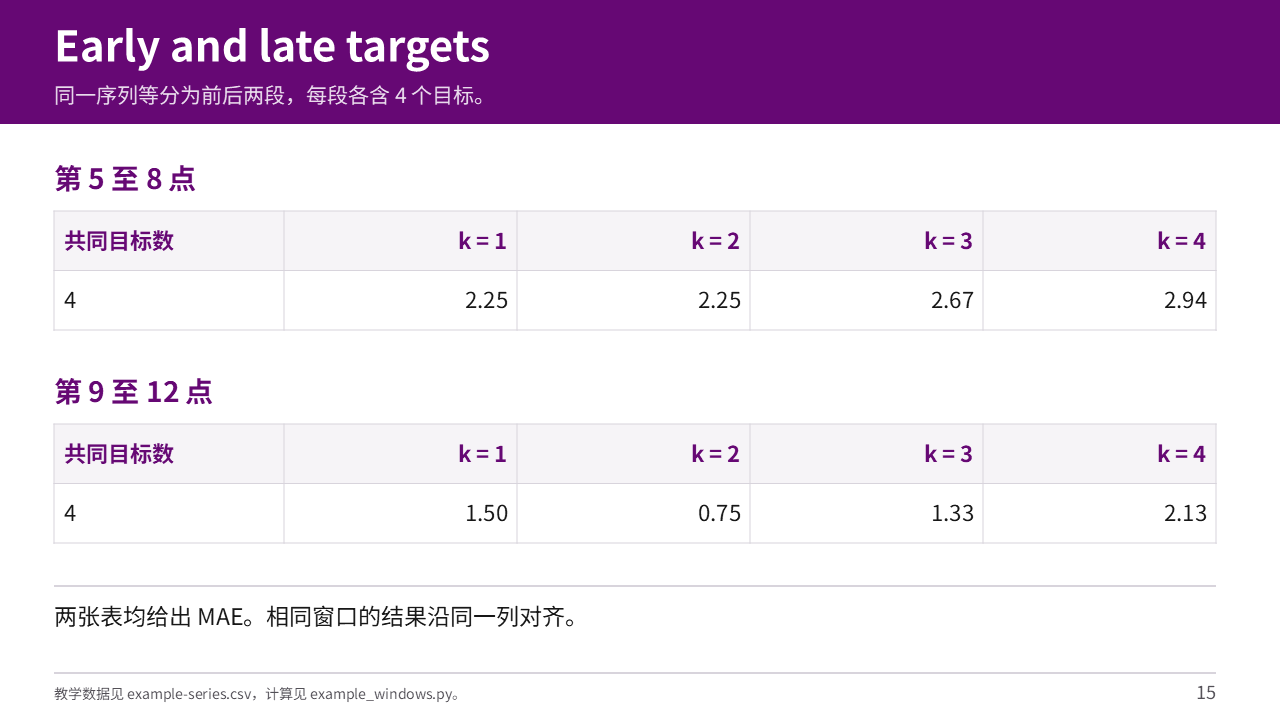 Early and late targets
同一序列等分为前后两段，每段各含 4 个目标。
第 5 至 8 点
共同目标数 k = 1 k = 2 k = 3 k = 4
4 2.25 2.25 2.67 2.94
第 9 至 12 点
共同目标数 k = 1 k = 2 k = 3 k = 4
4 1.50 0.75 1.33 2.13
两张表均给出 MAE。相同窗口的结果沿同一列对齐。
教学数据见 example-series.csv，计算见 example_windows.py。 15